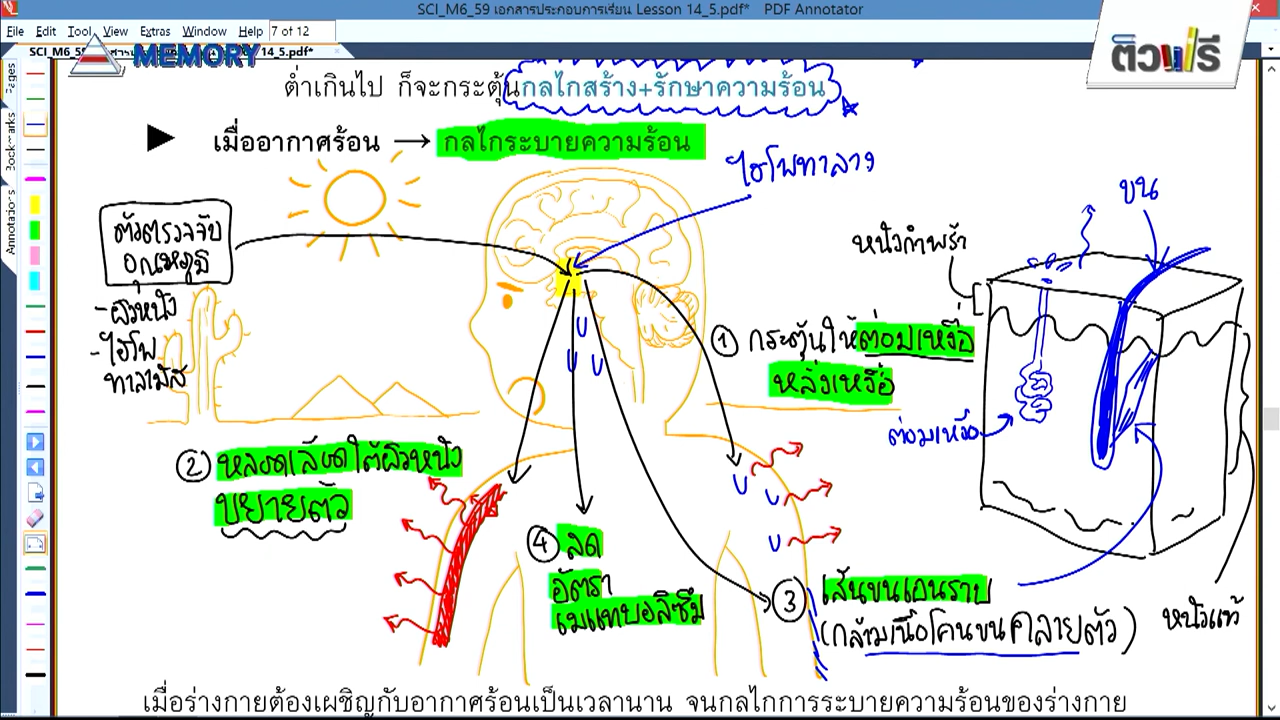 SCI_M6_59 เอกสารประกอบการเรียน Lesson 14_5.pdf* PDF Annotator
File Edit Tool View Extras Window Help 7 of 12
ติวฟรี
MEMORY
14_5.pdf*
Pages
Bookmarks
Annotations
ต่ำเกินไป ก็จะกระตุ้นกลไกสร้าง+รักษาความร้อน
► เมื่ออากาศร้อน → กลไกระบายความร้อน
ไฮโพทาลาง
ตัวตรวจจับ
อุณหภูมิ
-ผิวหนัง
-ไฮโพ
ทาลามัส
ขน
หนังกำพร้า
① กระตุ้นให้ต่อมเหงื่อ
หลั่งเหงื่อ
ต่อมเหงื่อ
② หลอดเลือดใต้ผิวหนัง
ขยายตัว
④ ลด
อัตรา
เมแทบอลิซึม
③ เส้นขนเอนราบ
(กล้ามเนื้อโคนขนคลายตัว)
หนังแท้
เมื่อร่างกายต้องเผชิญกับอากาศร้อนเป็นเวลานาน จนกลไกการระบายความร้อนของร่างกาย